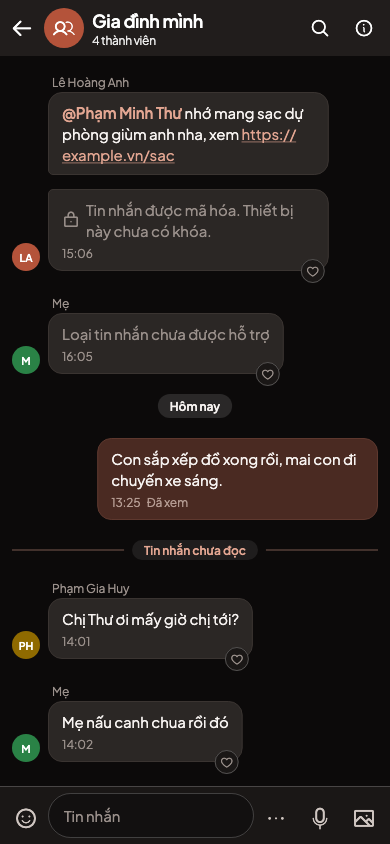 Gia đình mình
4 thành viên
Lê Hoàng Anh
@Phạm Minh Thư nhớ mang sạc dự
phòng giùm anh nha, xem https://
example.vn/sac
Tin nhắn được mã hóa. Thiết bị
này chưa có khóa.
15:06
LA
Mẹ
Loại tin nhắn chưa được hỗ trợ
16:05
M
Hôm nay
Con sắp xếp đồ xong rồi, mai con đi
chuyến xe sáng.
13:25 Đã xem
Tin nhắn chưa đọc
Phạm Gia Huy
Chị Thư ơi mấy giờ chị tới?
14:01
PH
Mẹ
Mẹ nấu canh chua rồi đó
14:02
M
Tin nhắn